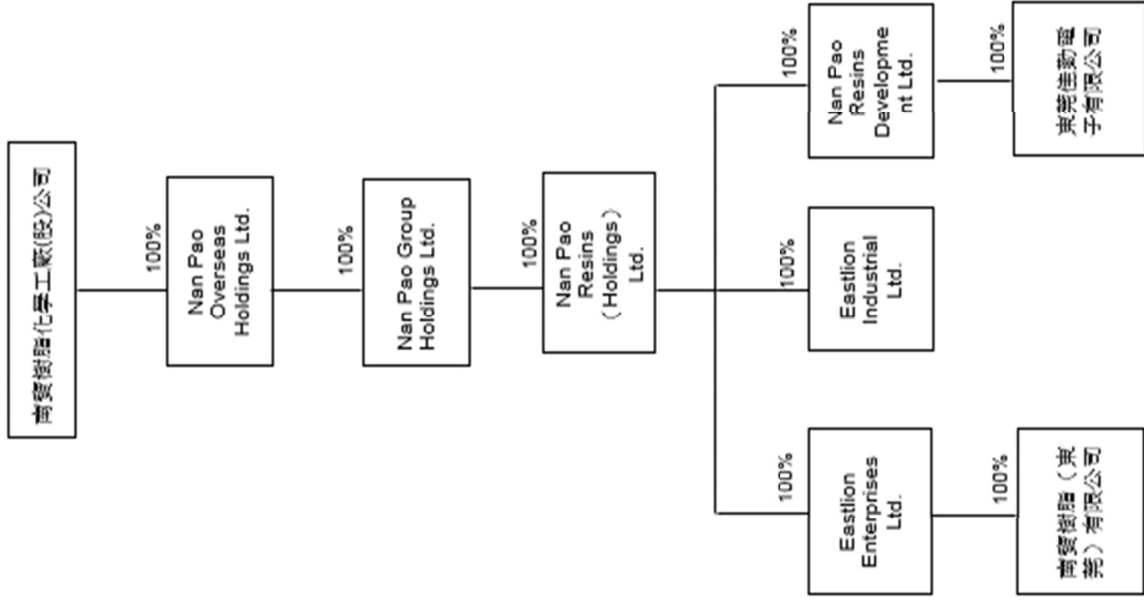 南寶樹脂化學工廠(股)公司
100%
Nan Pao
Overseas
Holdings Ltd.
100%
Nan Pao Group
Holdings Ltd.
100%
Nan Pao
Resins
(Holdings)
Ltd.
100%
Eastlion
Enterprises
Ltd.
100%
Eastlion
Industrial
Ltd.
100%
Nan Pao
Resins
Developme
nt Ltd.
100%
南寶樹脂(東
莞)有限公司
100%
東莞佳勤電
子有限公司